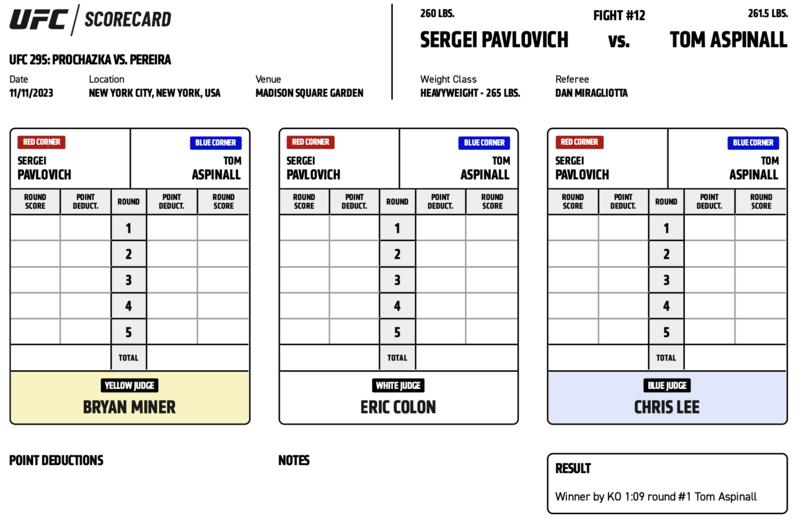 UFC / SCORECARD
UFC 295: PROCHAZKA VS. PEREIRA
Date Location Venue
11/11/2023 NEW YORK CITY, NEW YORK, USA MADISON SQUARE GARDEN
260 LBS. FIGHT #12 261.5 LBS.
SERGEI PAVLOVICH vs. TOM ASPINALL
Weight Class Referee
HEAVYWEIGHT - 265 LBS. DAN MIRAGLIOTTA
RED CORNER BLUE CORNER
SERGEI TOM
PAVLOVICH ASPINALL
ROUND POINT ROUND POINT ROUND
SCORE DEDUCT. DEDUCT. SCORE
1
2
3
4
5
TOTAL
YELLOW JUDGE
BRYAN MINER
RED CORNER BLUE CORNER
SERGEI TOM
PAVLOVICH ASPINALL
ROUND POINT ROUND POINT ROUND
SCORE DEDUCT. DEDUCT. SCORE
1
2
3
4
5
TOTAL
WHITE JUDGE
ERIC COLON
RED CORNER BLUE CORNER
SERGEI TOM
PAVLOVICH ASPINALL
ROUND POINT ROUND POINT ROUND
SCORE DEDUCT. DEDUCT. SCORE
1
2
3
4
5
TOTAL
BLUE JUDGE
CHRIS LEE
POINT DEDUCTIONS
NOTES
RESULT
Winner by KO 1:09 round #1 Tom Aspinall